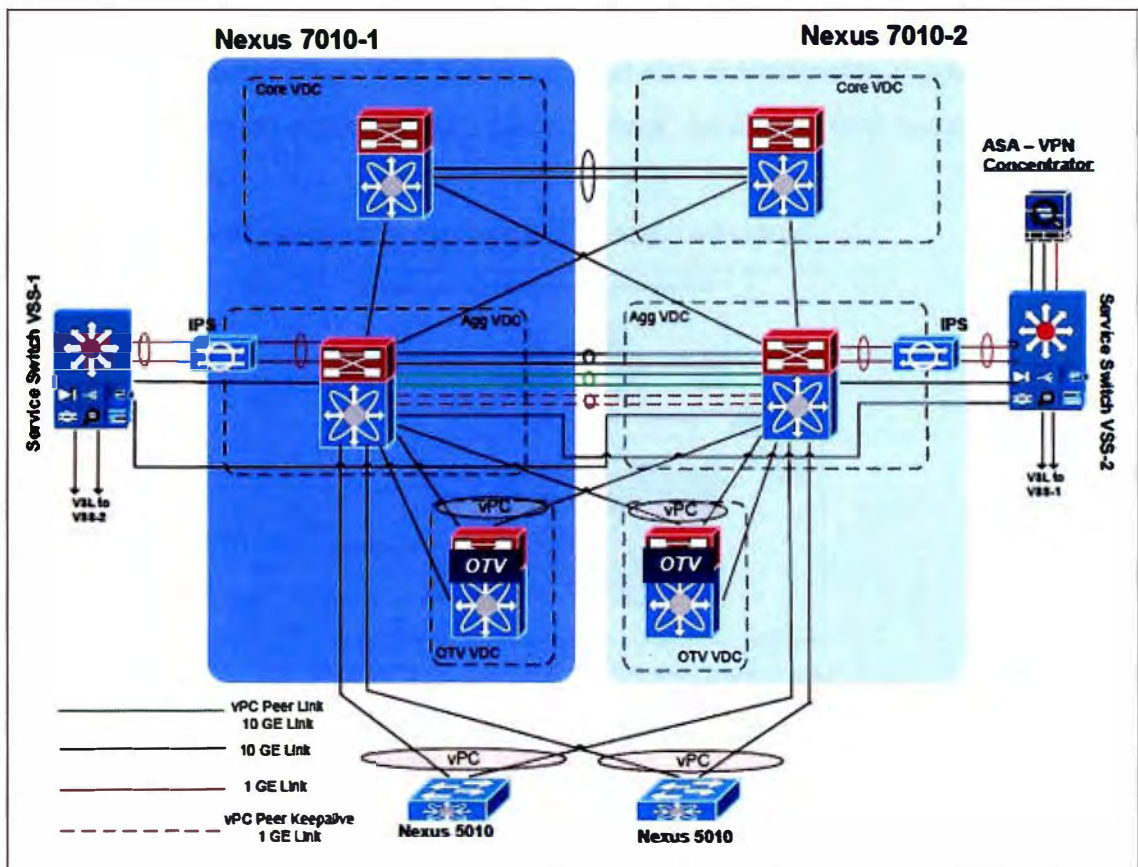 Nexus 7010-1
Nexus 7010-2
Core VDC
Core VDC
ASA – VPN
Concentrator
Service Switch VSS-1
IPS
Agg VDC
Agg VDC
IPS
Service Switch VSS-2
VSL to
VSS-2
VSL to
VSS-1
vPC
vPC
OTV
OTV
OTV VDC
OTV VDC
vPC Peer Link
10 GE Link
10 GE Link
1 GE Link
vPC Peer Keepalive
1 GE Link
vPC
vPC
Nexus 5010
Nexus 5010